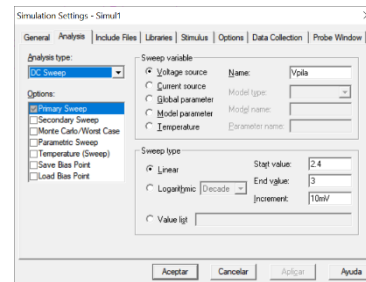 Simulation Settings - Simul1
General Analysis Include Files Libraries Stimulus Options Data Collection Probe Window
Analysis type:
DC Sweep
Options:
Primary Sweep
Secondary Sweep
Monte Carlo/Worst Case
Parametric Sweep
Temperature (Sweep)
Save Bias Point
Load Bias Point
Sweep variable
Voltage source Name: Vpila
Current source
Global parameter Model type:
Model parameter Model name:
Temperature Parameter name:
Sweep type
Linear Start value: 2.4
Logarithmic Decade End value: 3
Increment: 10mV
Value list
Aceptar Cancelar Aplicar Ayuda